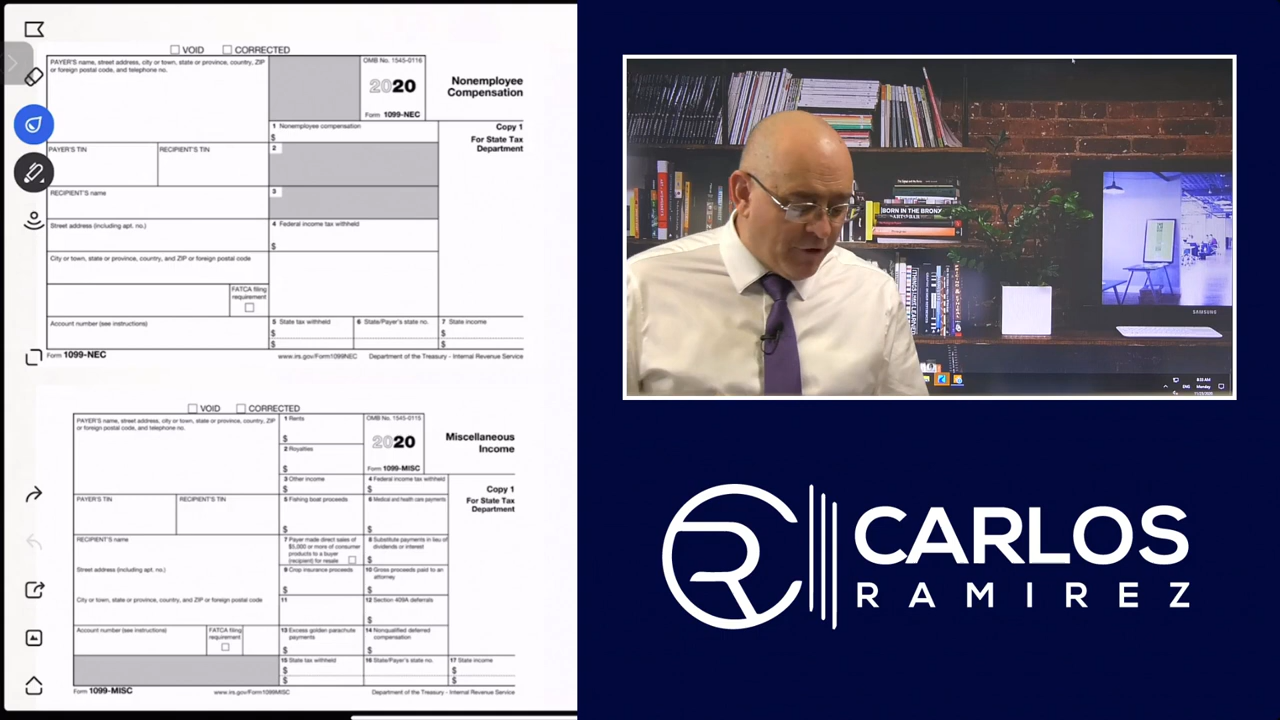 VOID CORRECTED
PAYER'S name, street address, city or town, state or province, country, ZIP
or foreign postal code, and telephone no.
OMB No. 1545-0116
2020
Form 1099-NEC
Nonemployee
Compensation
1 Nonemployee compensation
$
Copy 1
For State Tax
Department
PAYER'S TIN
RECIPIENT'S TIN
2
RECIPIENT'S name
3
Street address (including apt. no.)
4 Federal income tax withheld
$
City or town, state or province, country, and ZIP or foreign postal code
FATCA filing
requirement
Account number (see instructions)
5 State tax withheld
$
$
6 State/Payer's state no.
7 State income
$
$
Form 1099-NEC
www.irs.gov/Form1099NEC
Department of the Treasury - Internal Revenue Service
VOID CORRECTED
PAYER'S name, street address, city or town, state or province, country, ZIP
or foreign postal code, and telephone no.
1 Rents
$
OMB No. 1545-0115
2020
Form 1099-MISC
Miscellaneous
Income
2 Royalties
$
3 Other income
$
4 Federal income tax withheld
$
Copy 1
For State Tax
Department
PAYER'S TIN
RECIPIENT'S TIN
5 Fishing boat proceeds
$
6 Medical and health care payments
$
RECIPIENT'S name
7 Payer made direct sales of
$5,000 or more of consumer
products to a buyer
(recipient) for resale
8 Substitute payments in lieu of
dividends or interest
$
Street address (including apt. no.)
9 Crop insurance proceeds
$
10 Gross proceeds paid to an
attorney
$
City or town, state or province, country, and ZIP or foreign postal code
11
12 Section 409A deferrals
$
Account number (see instructions)
FATCA filing
requirement
13 Excess golden parachute
payments
$
14 Nonqualified deferred
compensation
$
15 State tax withheld
$
$
16 State/Payer's state no.
17 State income
$
$
Form 1099-MISC
www.irs.gov/Form1099MISC
Department of the Treasury - Internal Revenue Service
BORN IN THE BRONX
SAMSUNG
ENG
Monday
CARLOS
RAMIREZ